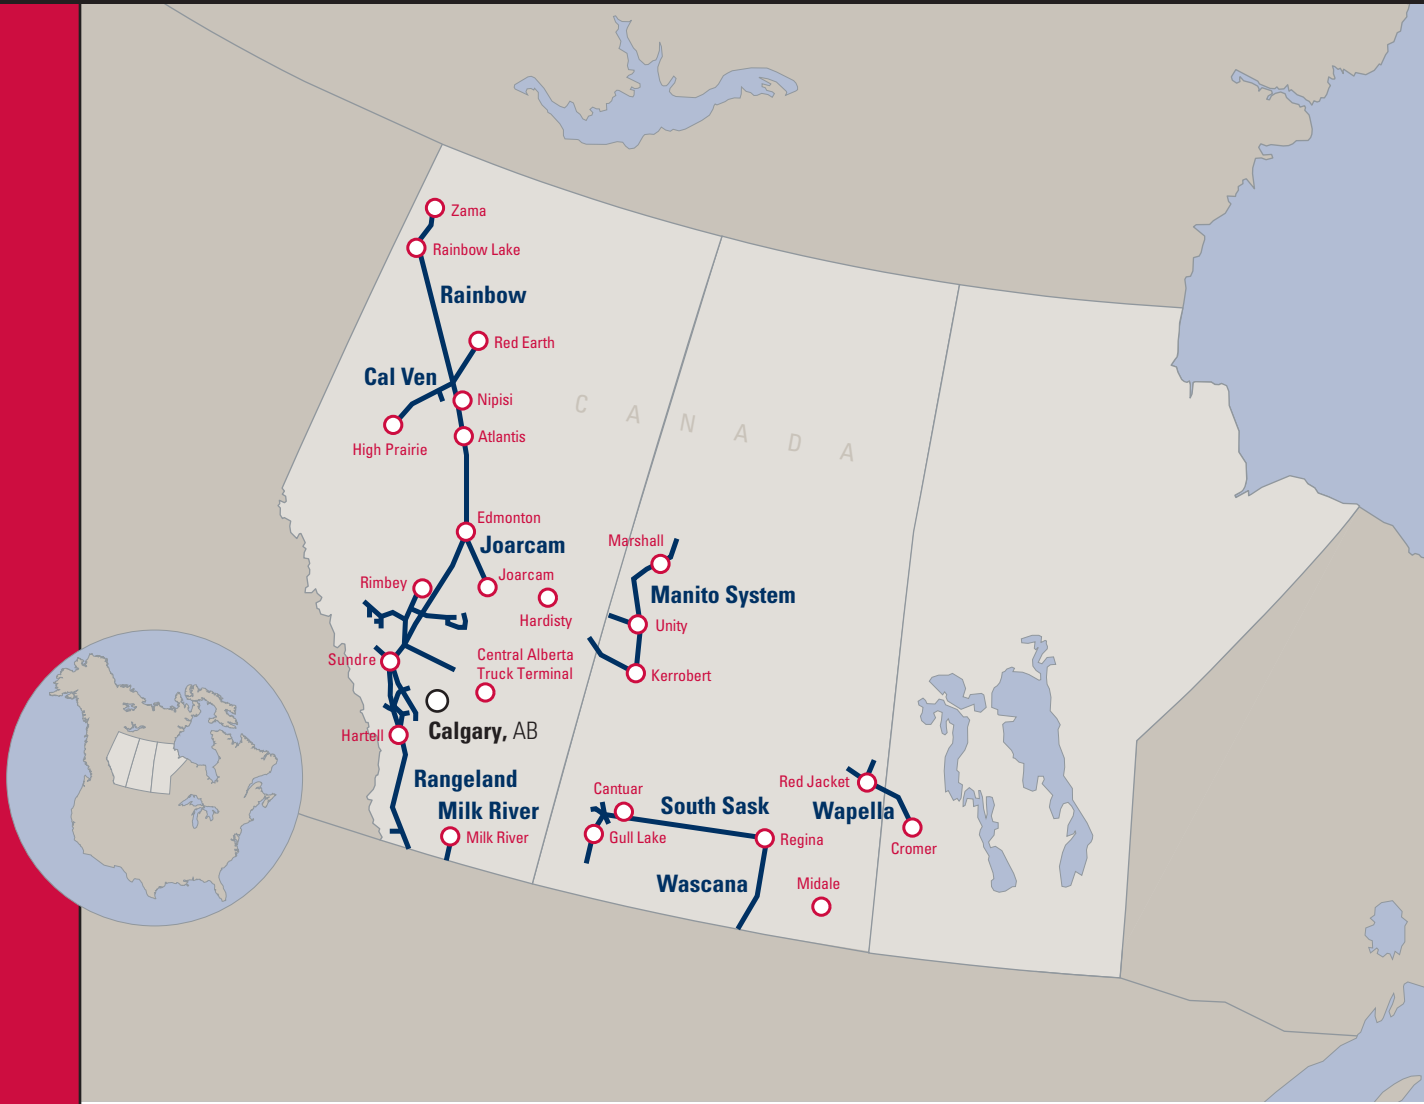 Zama
Rainbow Lake
Rainbow
Red Earth
Cal Ven
Nipisi
C A N A D A
Atlantis
High Prairie
Edmonton
Joarcam
Marshall
Joarcam
Rimbey
Manito System
Hardisty
Unity
Central Alberta
Truck Terminal
Sundre
Kerrobert
Calgary, AB
Hartell
Rangeland
Red Jacket
Cantuar
South Sask
Milk River
Wapella
Milk River
Gull Lake
Regina
Cromer
Wascana
Midale